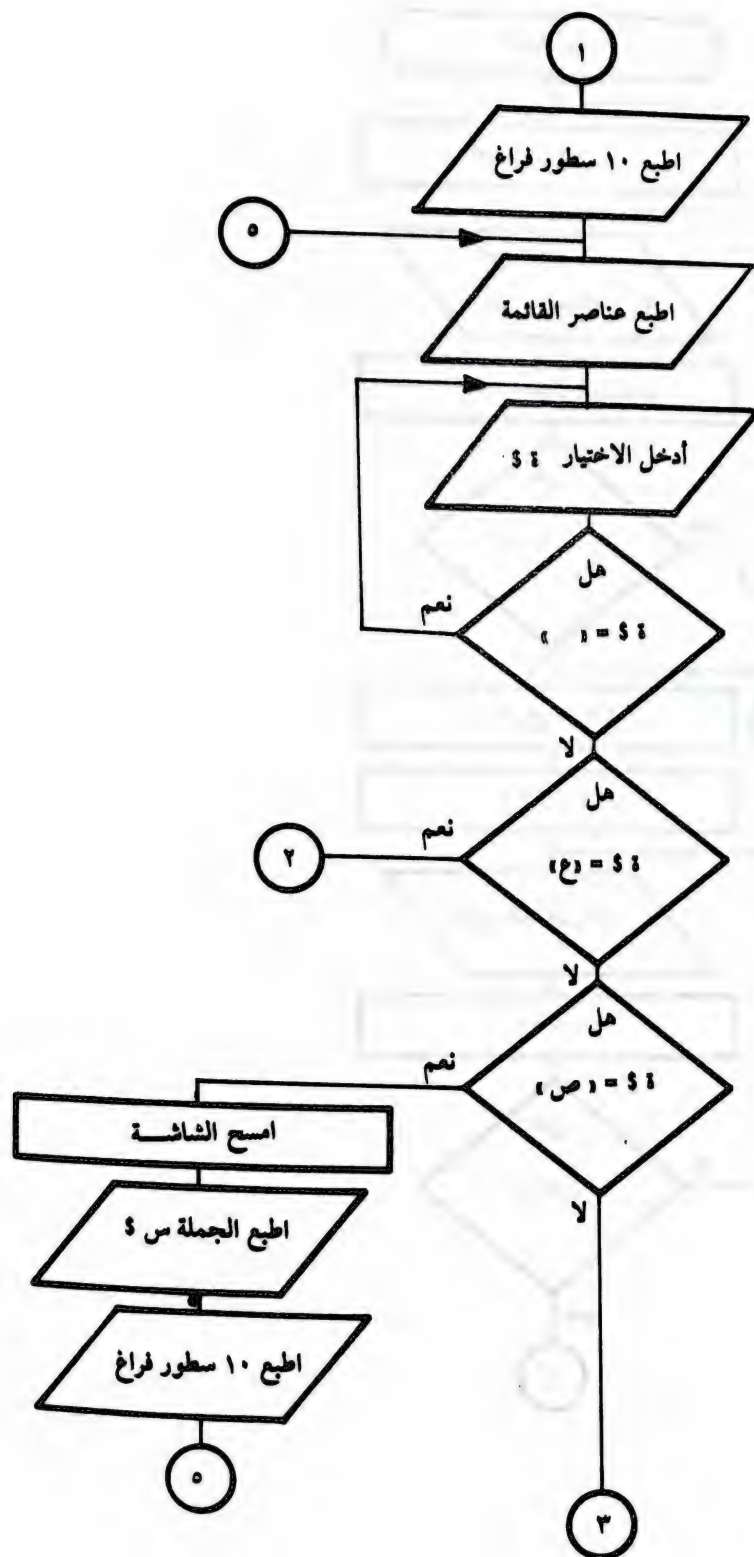 ١
اطبع ١٠ سطور فراغ
٥
اطبع عناصر القائمة
أدخل الاختيار ة $
هل
ة $ = « »
نعم
لا
هل
ة $ = «ع»
نعم
٢
لا
هل
ة $ = « ص »
نعم
لا
امسح الشاشـــة
اطبع الجملة س $
اطبع ١٠ سطور فراغ
٥
٣